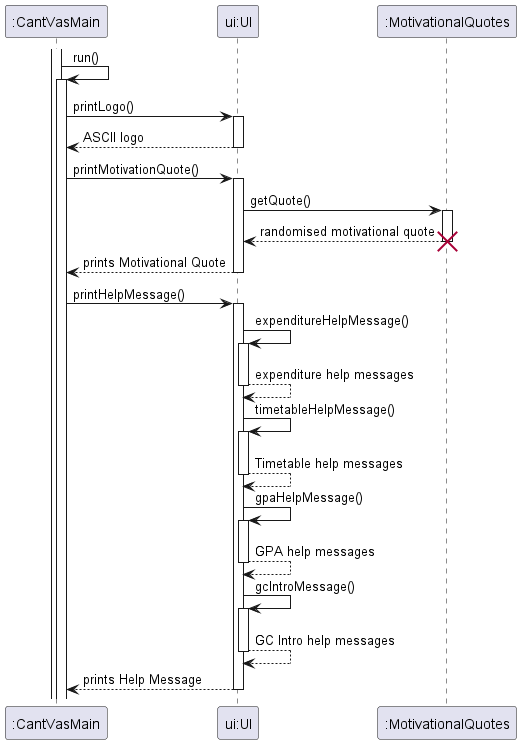 :CantVasMain
ui:UI
:MotivationalQuotes
run()
printLogo()
ASCII logo
printMotivationQuote()
getQuote()
randomised motivational quote
prints Motivational Quote
printHelpMessage()
expenditureHelpMessage()
expenditure help messages
timetableHelpMessage()
Timetable help messages
gpaHelpMessage()
GPA help messages
gcIntroMessage()
GC Intro help messages
prints Help Message
:CantVasMain
ui:UI
:MotivationalQuotes